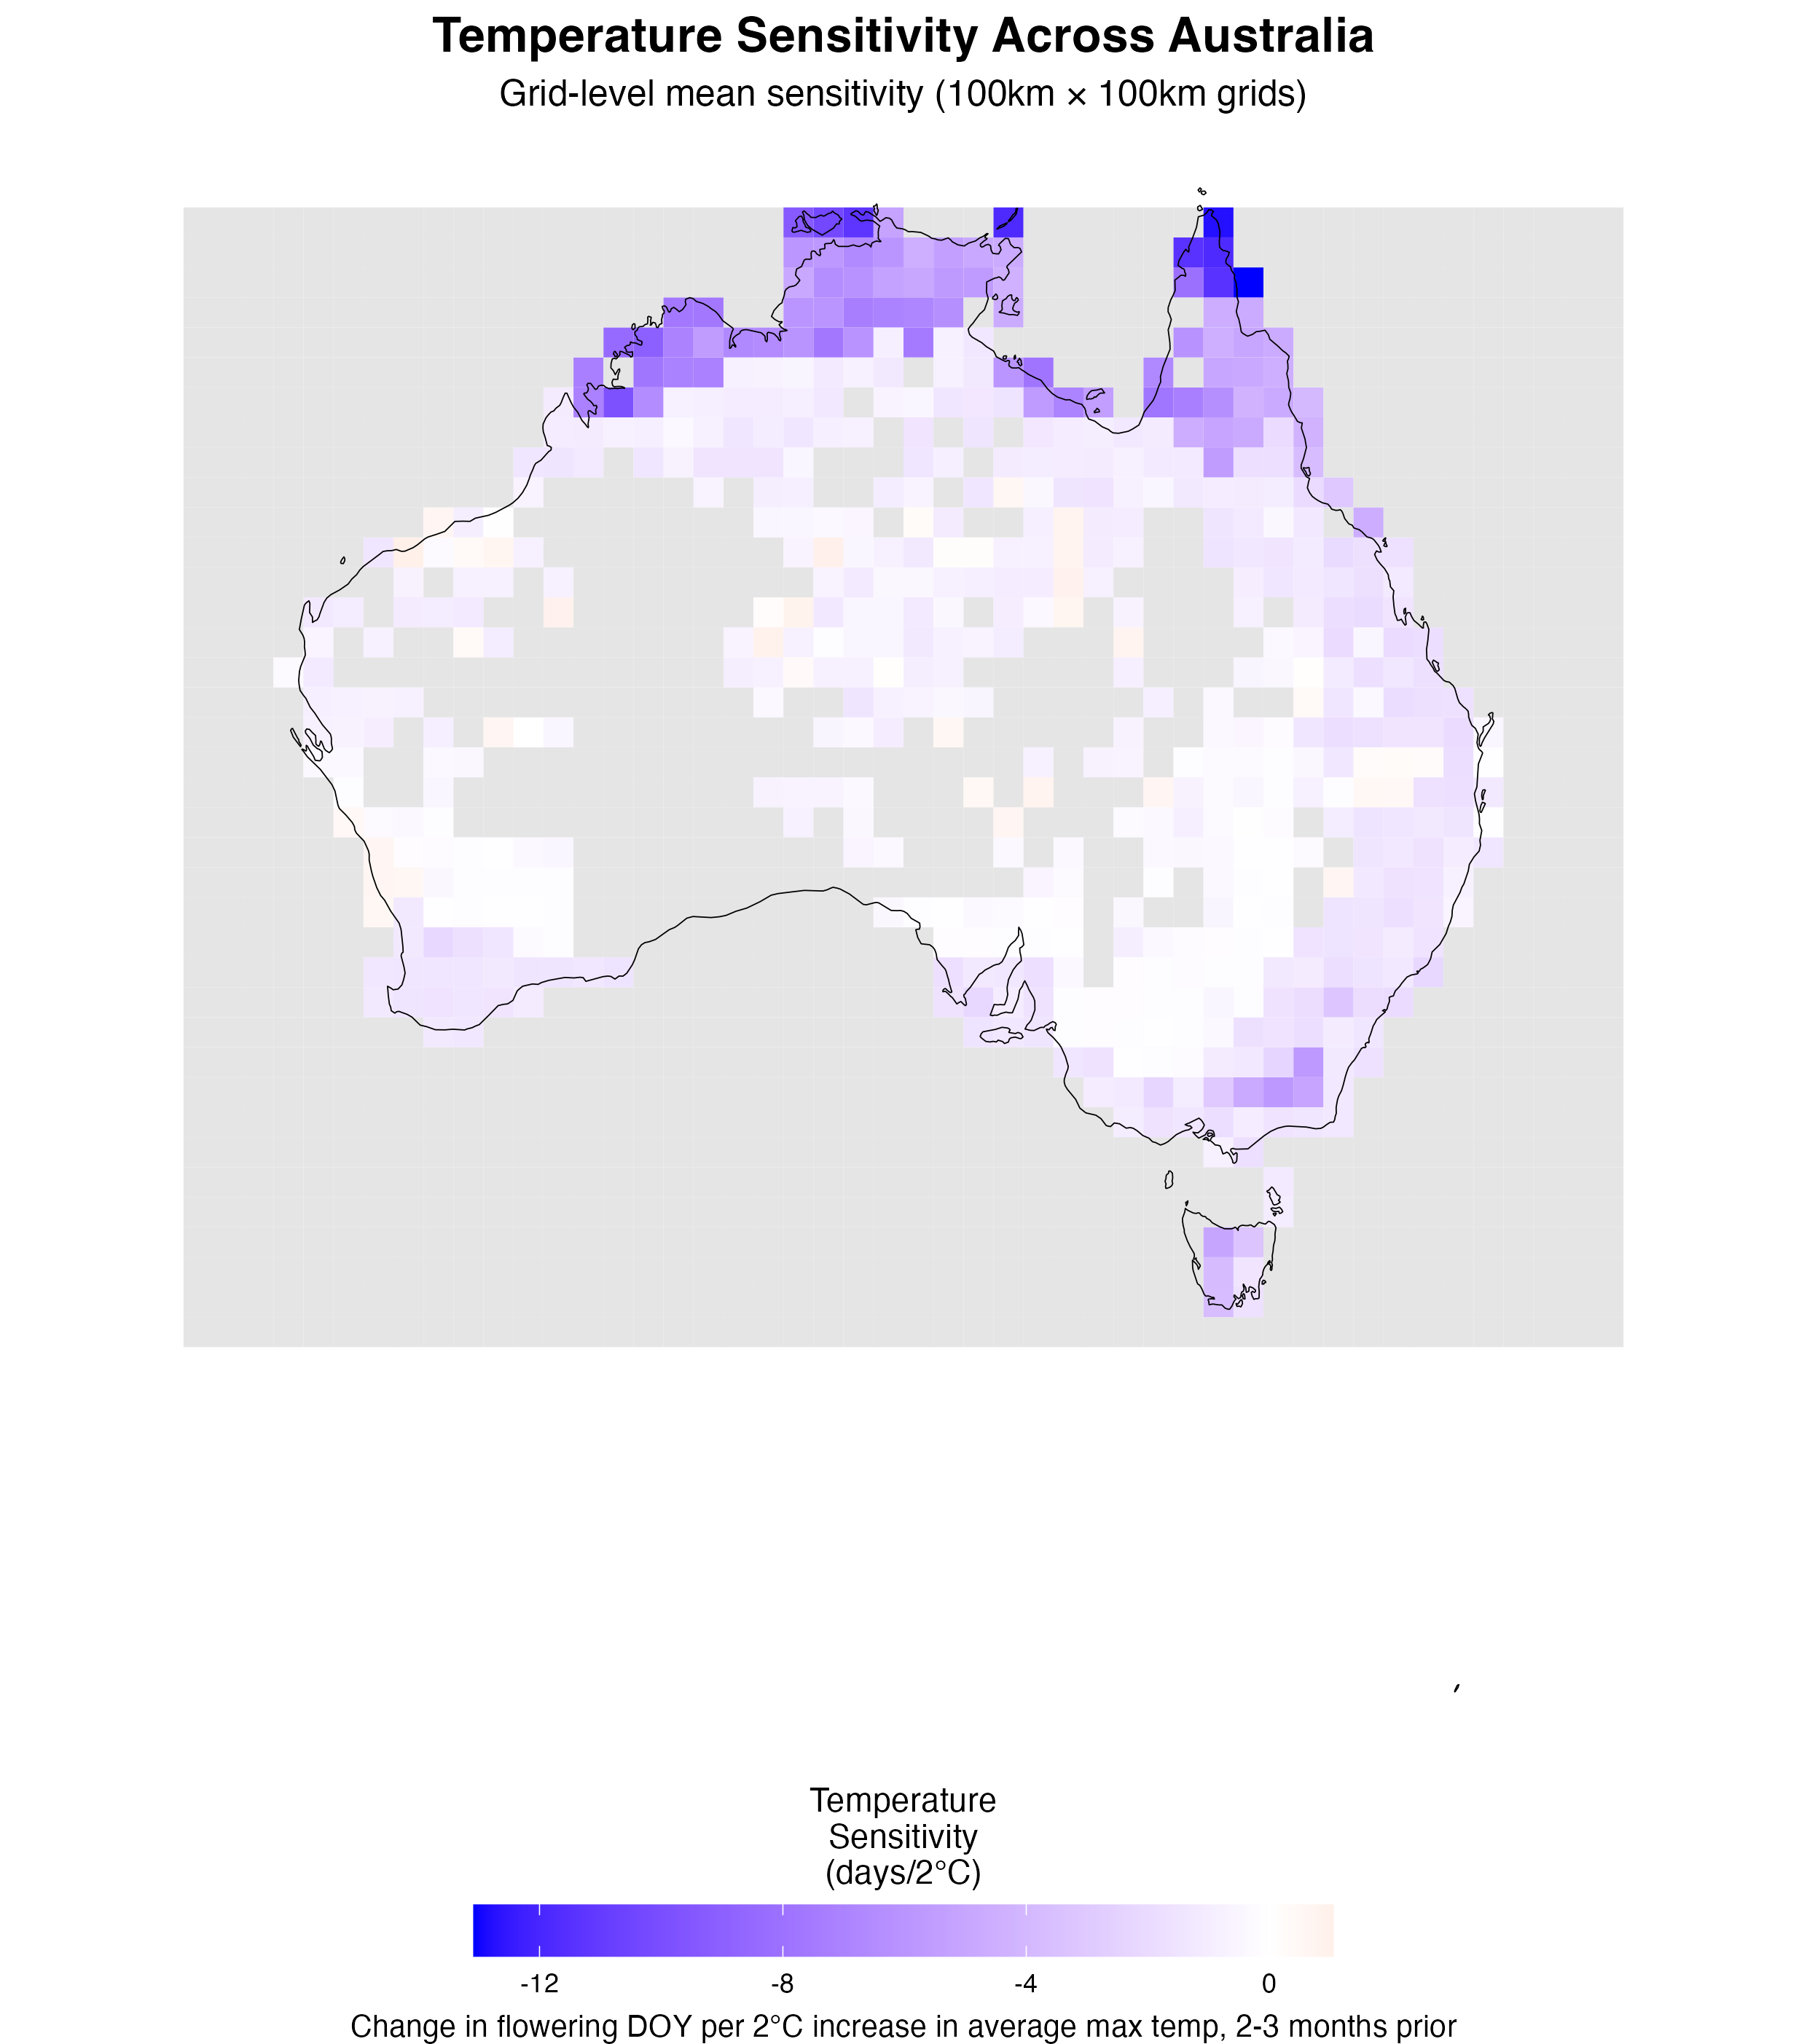 Temperature Sensitivity Across Australia
Grid-level mean sensitivity (100km × 100km grids)
Temperature
Sensitivity
(days/2°C)
-12 -8 -4 0
Change in flowering DOY per 2°C increase in average max temp, 2-3 months prior